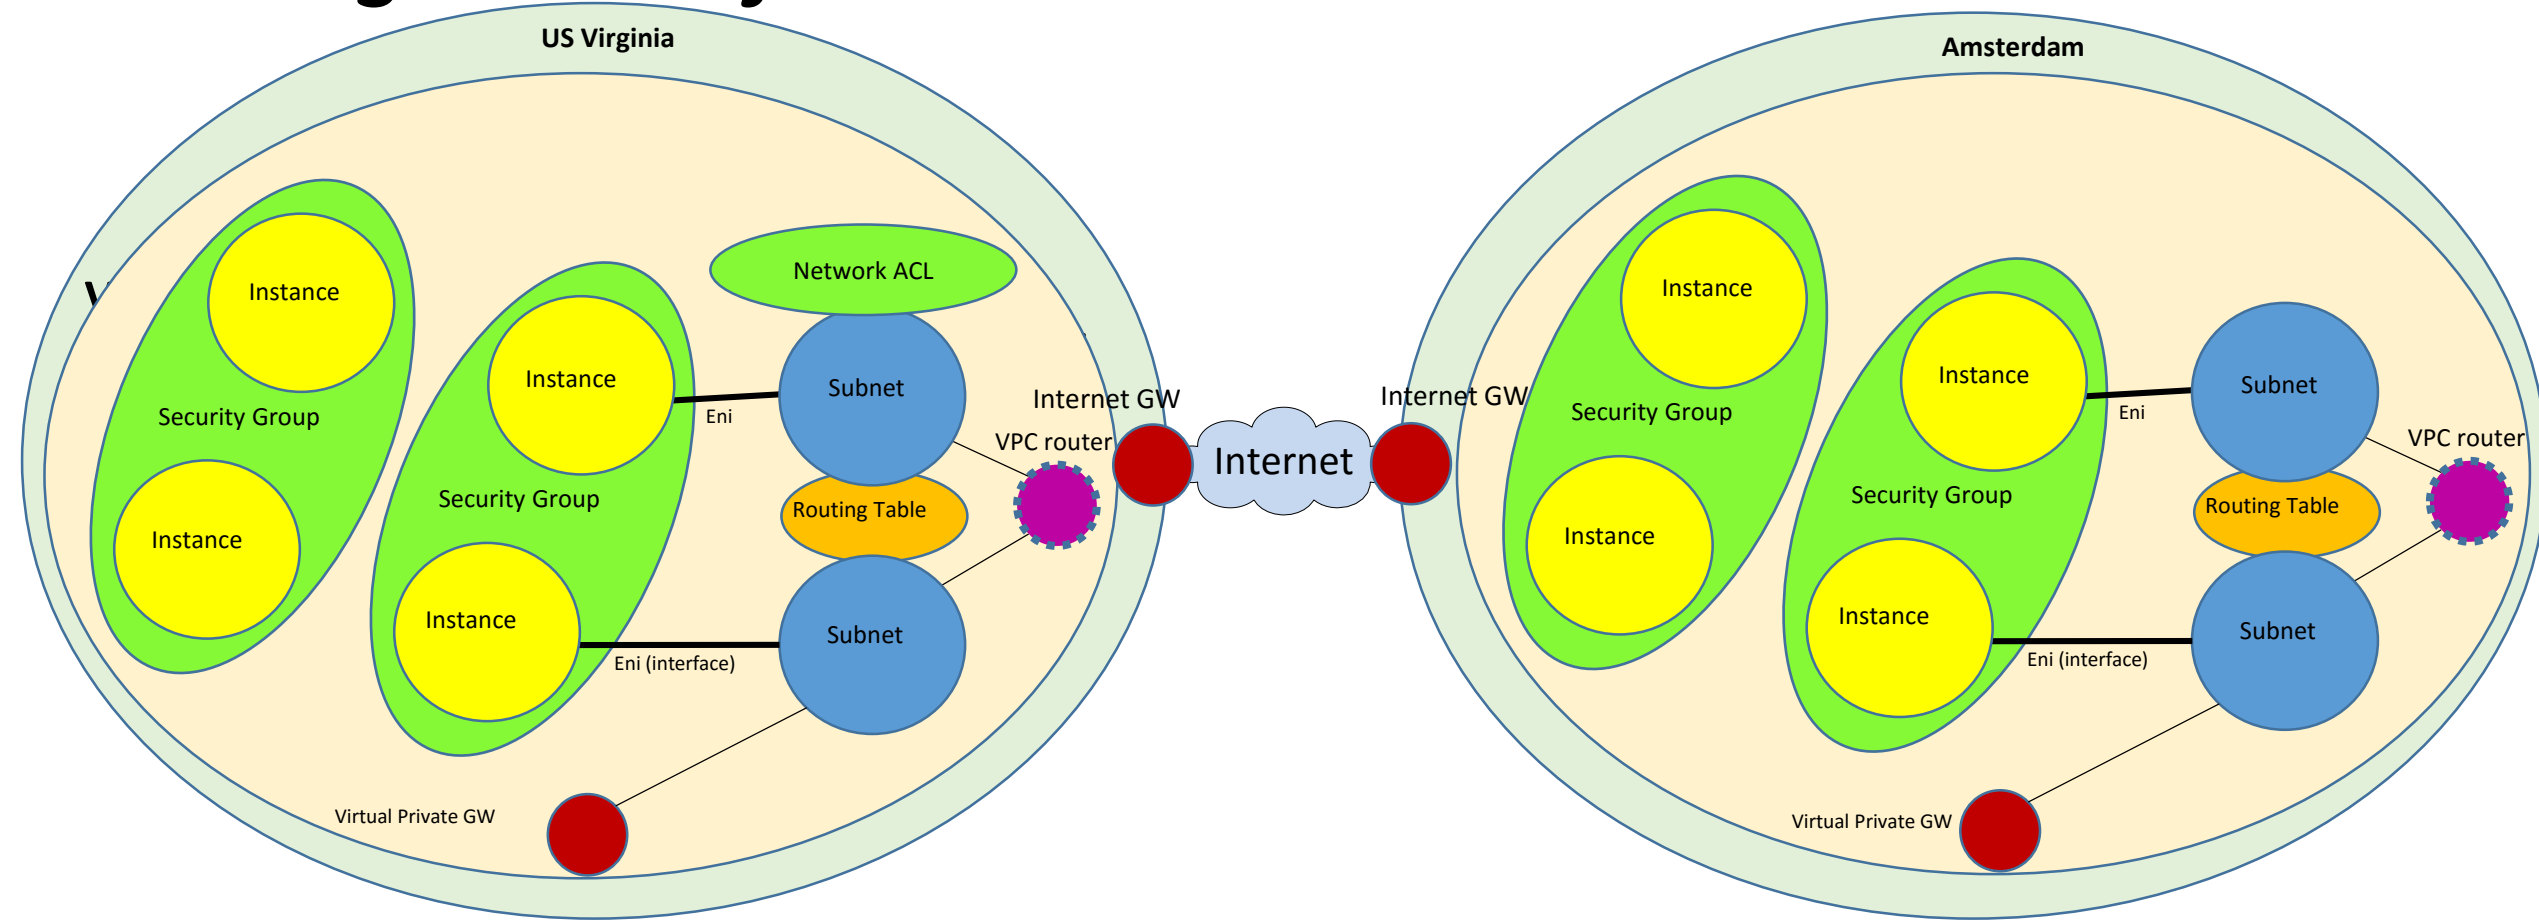 US Virginia
Amsterdam
Instance
Security Group
Instance
Instance
Security Group
Instance
Network ACL
Subnet
Eni
Routing Table
Subnet
Eni (interface)
Virtual Private GW
VPC router
Internet GW
Internet
Internet GW
Instance
Security Group
Instance
Instance
Security Group
Instance
Subnet
Eni
Routing Table
Subnet
Eni (interface)
Virtual Private GW
VPC router